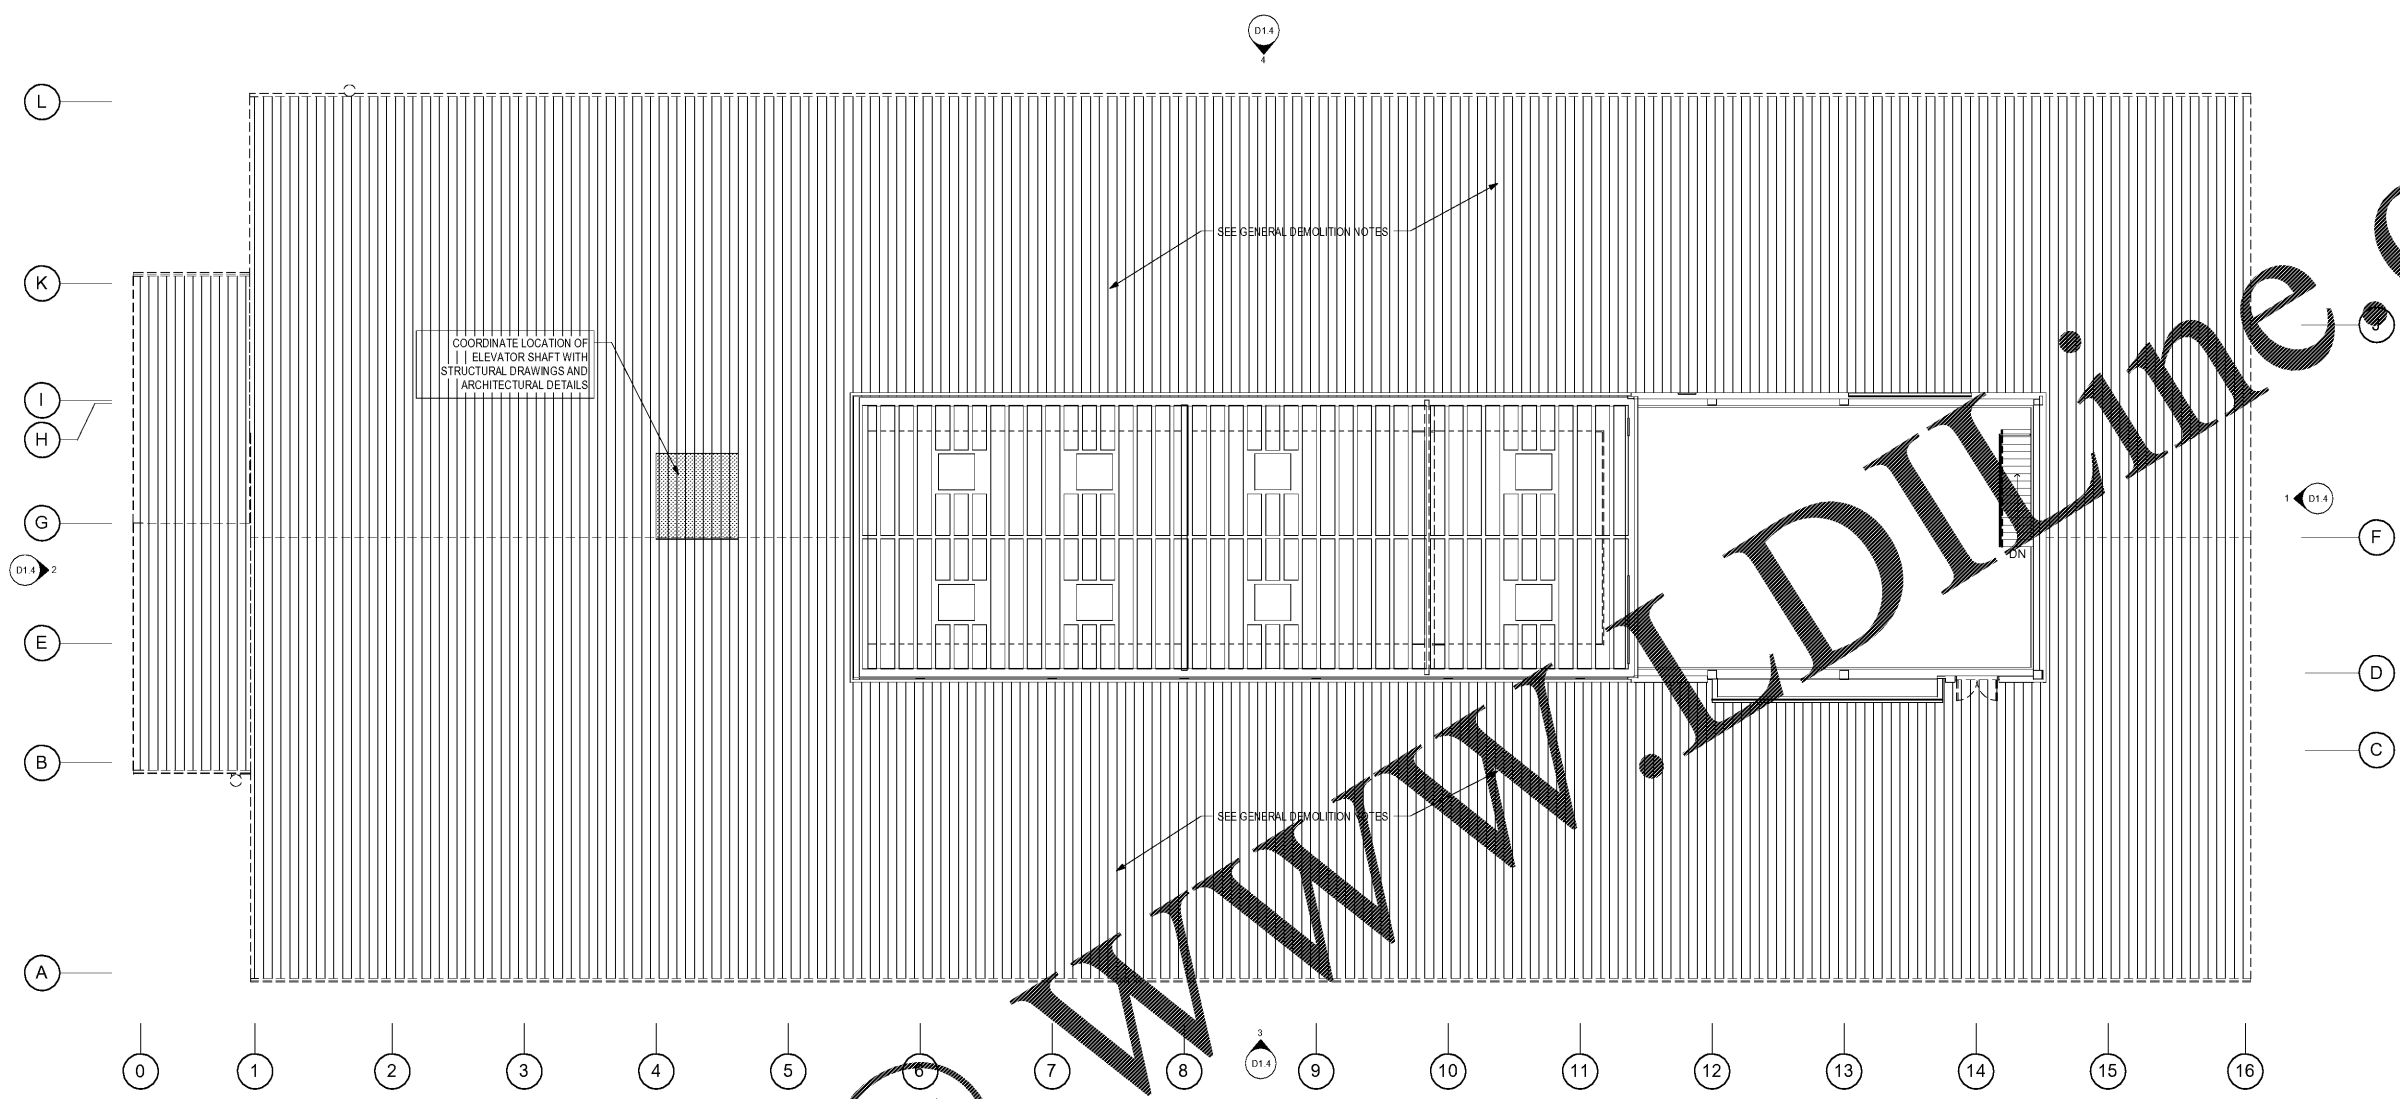 D1.4
4
L
K
J
SEE GENERAL DEMOLITION NOTES
COORDINATE LOCATION OF
ELEVATOR SHAFT WITH
STRUCTURAL DRAWINGS AND
ARCHITECTURAL DETAILS
I
H
G
1 D1.4
F
DN
D1.4 2
E
D
B
C
SEE GENERAL DEMOLITION NOTES
A
www.LDILine.
3
D1.4
0 1 2 3 4 5 6 7 8 9 10 11 12 13 14 15 16